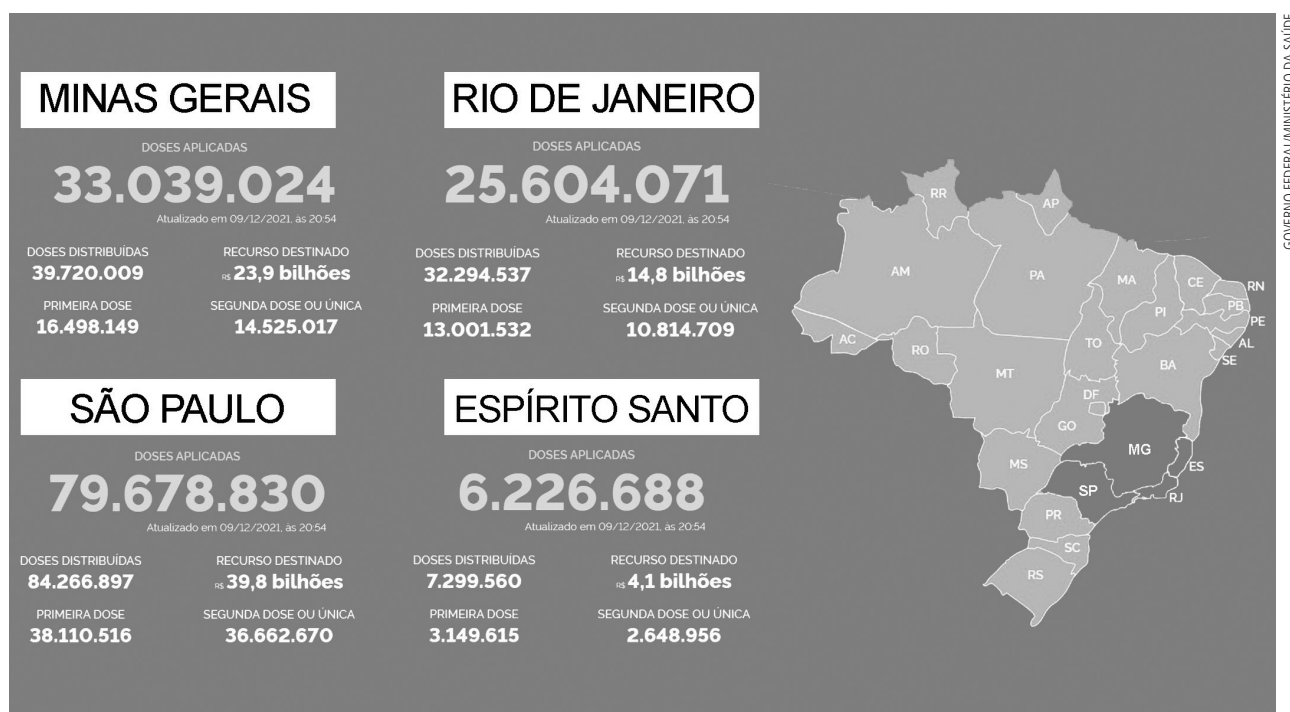 MINAS GERAIS
DOSES APLICADAS
33.039.024
Atualizado em 09/12/2021, às 20:54
DOSES DISTRIBUÍDAS
39.720.009
RECURSO DESTINADO
R$ 23,9 bilhões
PRIMEIRA DOSE
16.498.149
SEGUNDA DOSE OU ÚNICA
14.525.017
RIO DE JANEIRO
DOSES APLICADAS
25.604.071
Atualizado em 09/12/2021, às 20:54
DOSES DISTRIBUÍDAS
32.294.537
RECURSO DESTINADO
R$ 14,8 bilhões
PRIMEIRA DOSE
13.001.532
SEGUNDA DOSE OU ÚNICA
10.814.709
SÃO PAULO
DOSES APLICADAS
79.678.830
Atualizado em 09/12/2021, às 20:54
DOSES DISTRIBUÍDAS
84.266.897
RECURSO DESTINADO
R$ 39,8 bilhões
PRIMEIRA DOSE
38.110.516
SEGUNDA DOSE OU ÚNICA
36.662.670
ESPÍRITO SANTO
DOSES APLICADAS
6.226.688
Atualizado em 09/12/2021, às 20:54
DOSES DISTRIBUÍDAS
7.299.560
RECURSO DESTINADO
R$ 4,1 bilhões
PRIMEIRA DOSE
3.149.615
SEGUNDA DOSE OU ÚNICA
2.648.956
RR
AP
AM
PA
MA
CE
RN
PB
PI
PE
AC
RO
TO
AL
SE
MT
BA
DF
GO
MG
MS
ES
SP
RJ
PR
SC
RS
GOVERNO FEDERAL/MINISTÉRIO DA SAÚDE